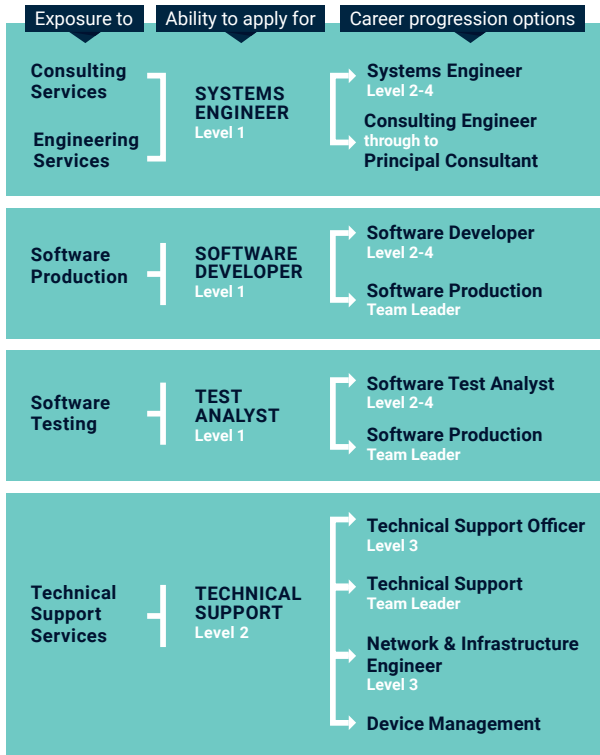 Exposure to
Ability to apply for
Career progression options
Consulting
Services
Engineering
Services
SYSTEMS
ENGINEER
Level 1
Systems Engineer
Level 2-4
Consulting Engineer
through to
Principal Consultant
Software
Production
SOFTWARE
DEVELOPER
Level 1
Software Developer
Level 2-4
Software Production
Team Leader
Software
Testing
TEST
ANALYST
Level 1
Software Test Analyst
Level 2-4
Software Production
Team Leader
Technical
Support
Services
TECHNICAL
SUPPORT
Level 2
Technical Support Officer
Level 3
Technical Support
Team Leader
Network & Infrastructure
Engineer
Level 3
Device Management